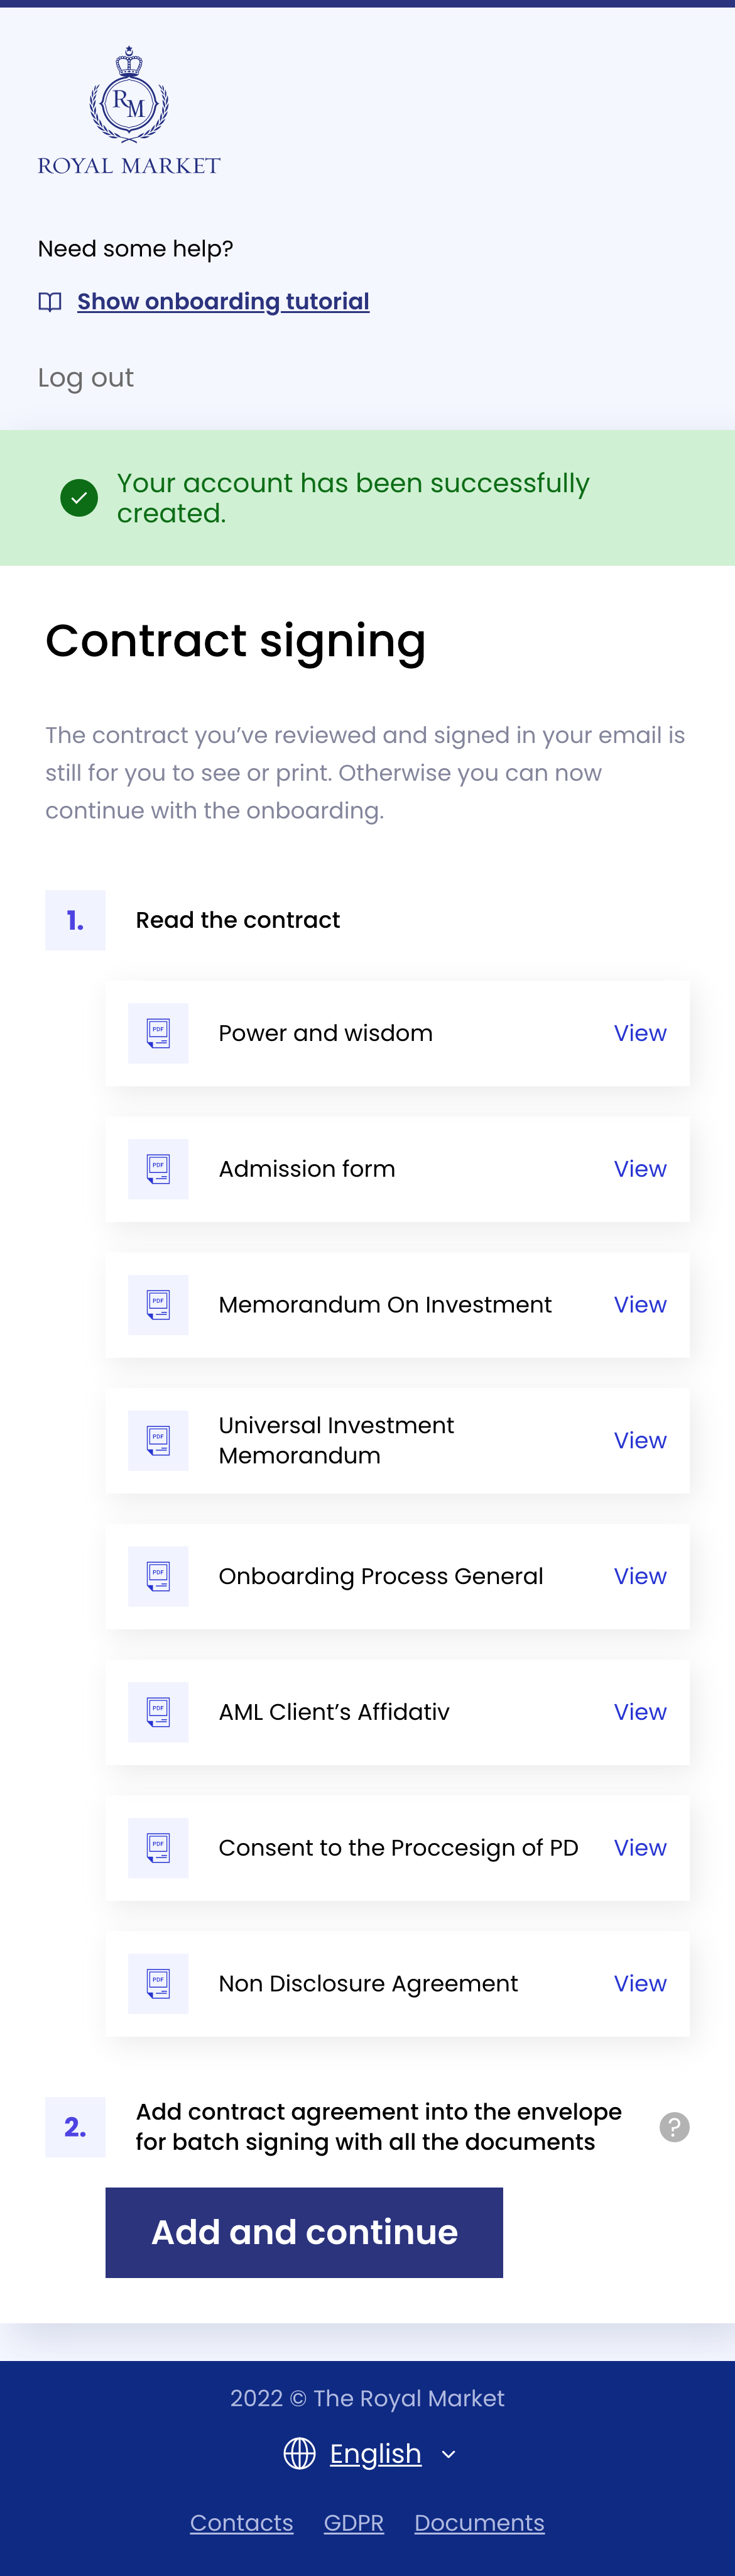 RM
ROYAL MARKET
Need some help?
Show onboarding tutorial
Log out
Your account has been successfully
created.
Contract signing
The contract you’ve reviewed and signed in your email is
still for you to see or print. Otherwise you can now
continue with the onboarding.
1. Read the contract
PDF Power and wisdom View
PDF Admission form View
PDF Memorandum On Investment View
PDF Universal Investment
Memorandum View
PDF Onboarding Process General View
PDF AML Client’s Affidativ View
PDF Consent to the Proccesign of PD View
PDF Non Disclosure Agreement View
2. Add contract agreement into the envelope
for batch signing with all the documents ?
Add and continue
2022 © The Royal Market
English
Contacts GDPR Documents